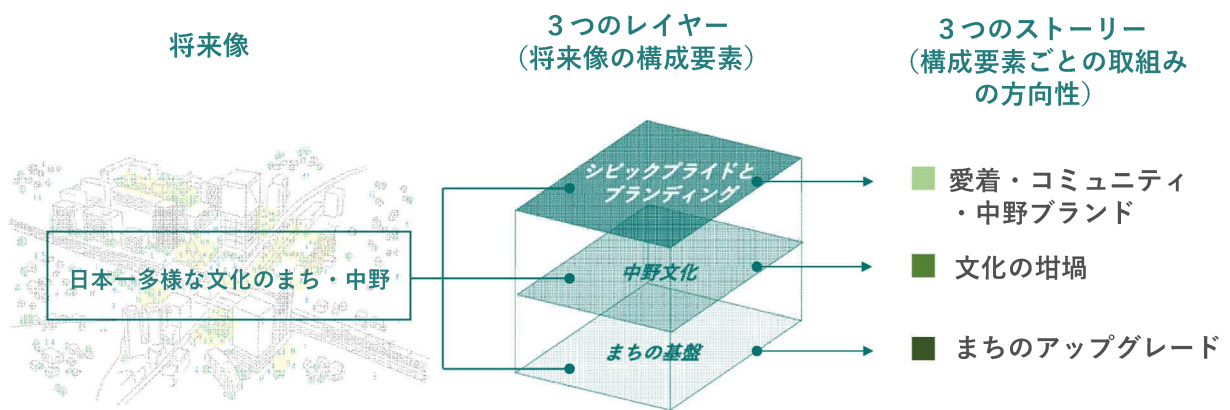 将来像
3つのレイヤー
（将来像の構成要素）
3つのストーリー
（構成要素ごとの取組み
の方向性）
日本一多様な文化のまち・中野
シビックプライドと
ブランディング
中野文化
まちの基盤
愛着・コミュニティ
・中野ブランド
文化の坩堝
まちのアップグレード